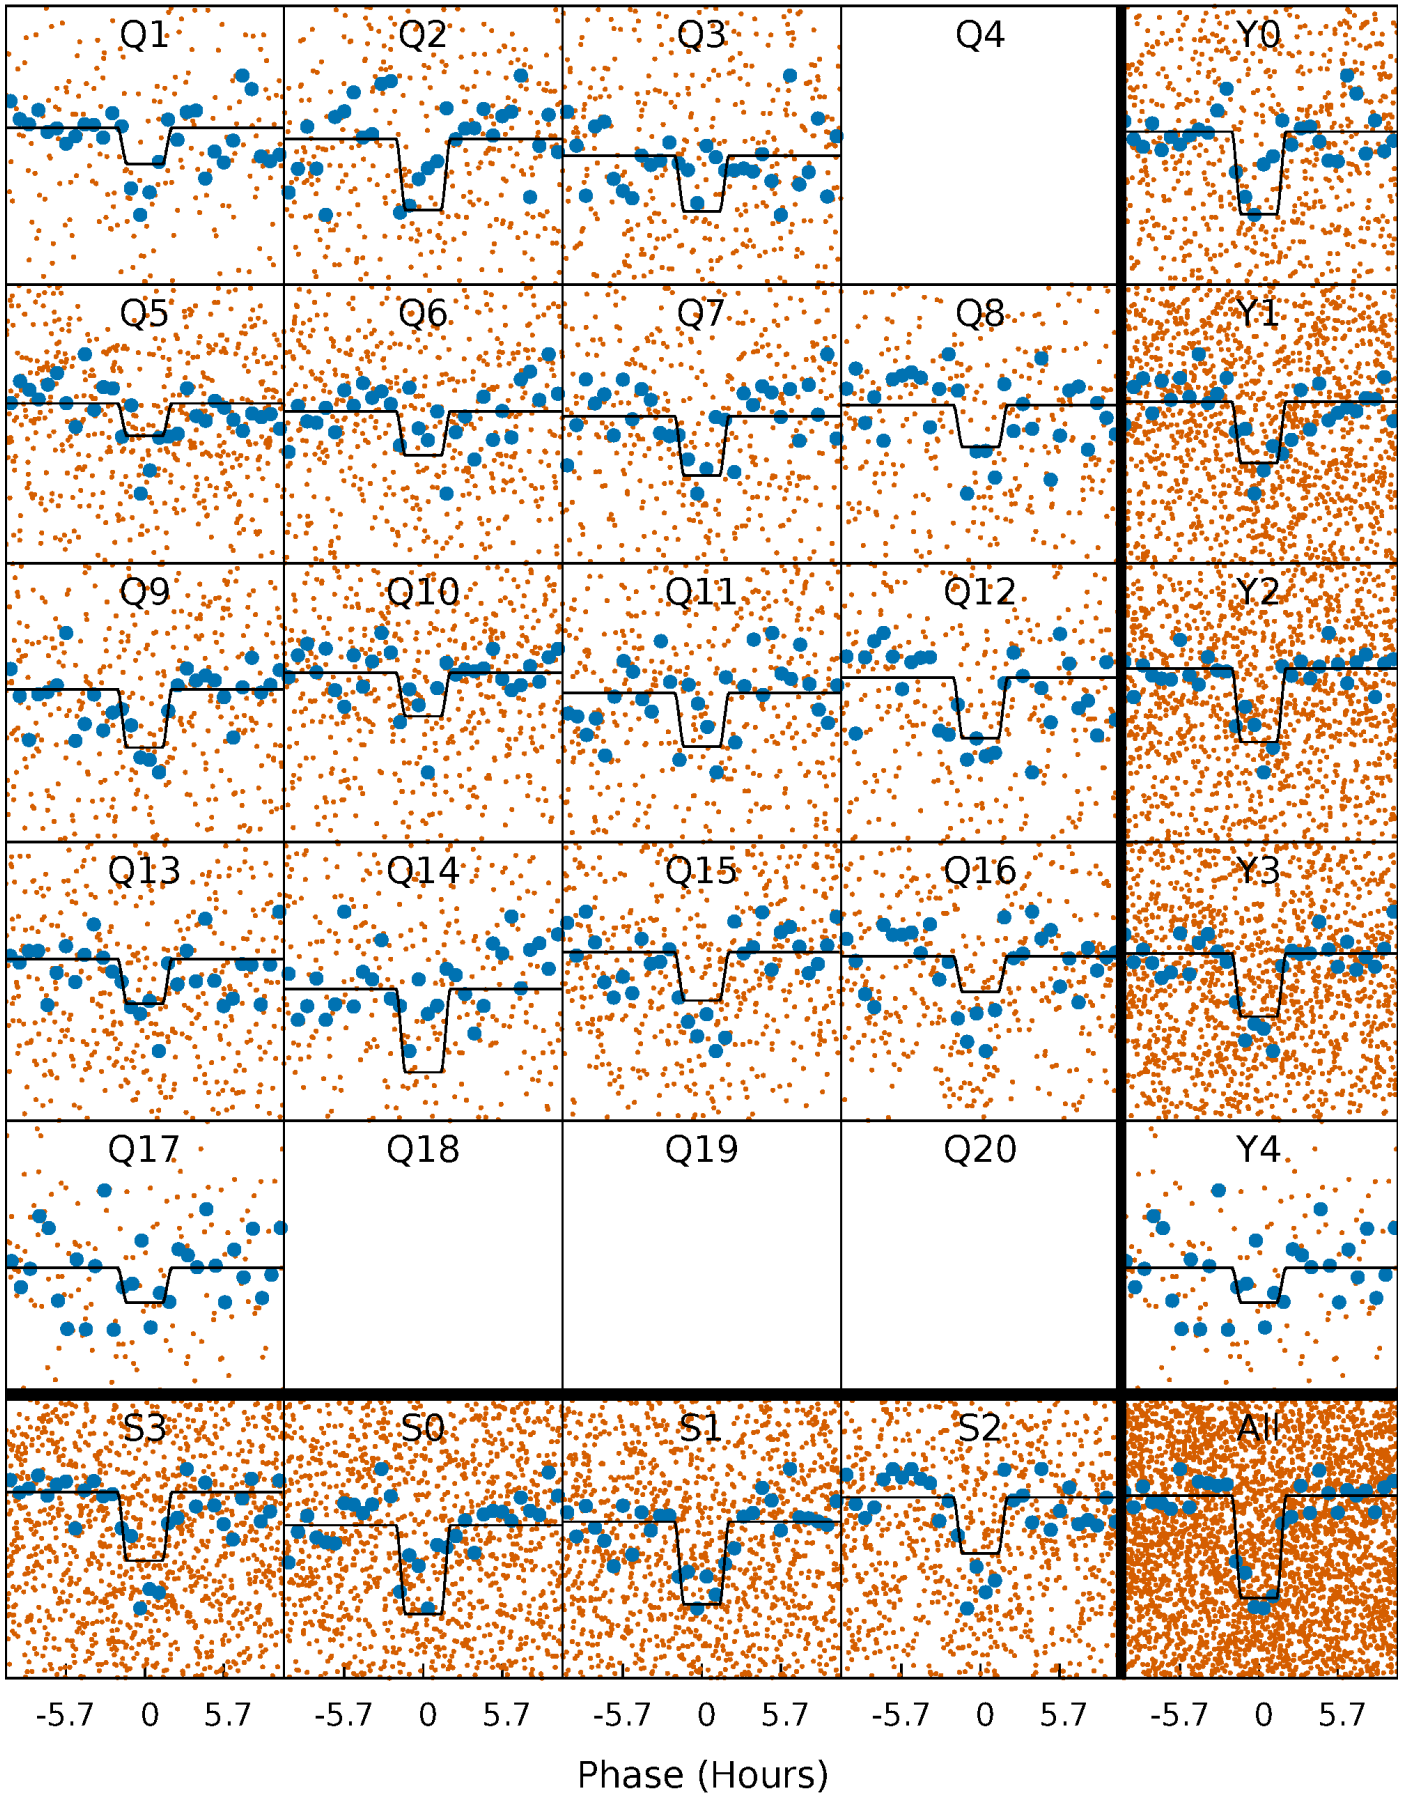 Q1 Q2 Q3 Q4 Y0
Q5 Q6 Q7 Q8 Y1
Q9 Q10 Q11 Q12 Y2
Q13 Q14 Q15 Q16 Y3
Q17 Q18 Q19 Q20 Y4
S3 S0 S1 S2 All
-5.7 0 5.7 -5.7 0 5.7 -5.7 0 5.7 -5.7 0 5.7 -5.7 0 5.7
Phase (Hours)